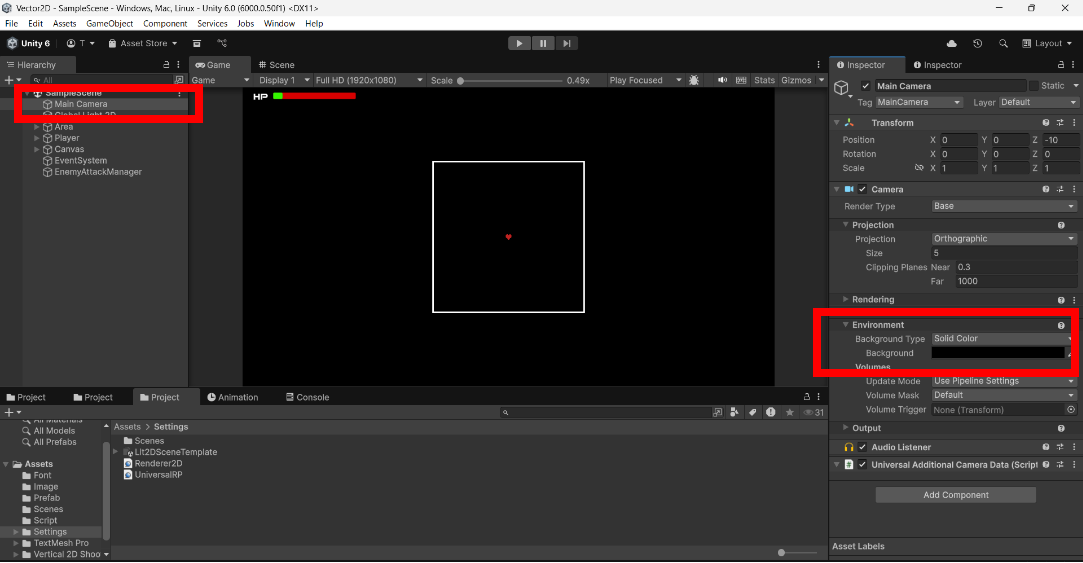 Vector2D - SampleScene - Windows, Mac, Linux - Unity 6.0 (6000.0.50f1) <DX11>
File Edit Assets GameObject Component Services Jobs Window Help
Unity 6 T Asset Store Layout
Hierarchy
All
SampleScene
Main Camera
Global Light 2D
Area
Player
Canvas
EventSystem
EnemyAttackManager
Game Scene
Game Display 1 Full HD (1920x1080) Scale 0.49x Play Focused Stats Gizmos
HP
Inspector Inspector
Main Camera Static
Tag MainCamera Layer Default
Transform
Position X 0 Y 0 Z -10
Rotation X 0 Y 0 Z 0
Scale X 1 Y 1 Z 1
Camera
Render Type Base
Projection
Projection Orthographic
Size 5
Clipping Planes Near 0.3
Far 1000
Rendering
Environment
Background Type Solid Color
Background
Volumes
Update Mode Use Pipeline Settings
Volume Mask Default
Volume Trigger None (Transform)
Output
Audio Listener
Universal Additional Camera Data (Script
Add Component
Asset Labels
Project Project Project Animation Console
31
All Materials
All Models
All Prefabs
Assets
Font
Image
Prefab
Scenes
Script
Settings
TextMesh Pro
Vertical 2D Shoo
Assets > Settings
Scenes
Lit2DSceneTemplate
Renderer2D
UniversalRP